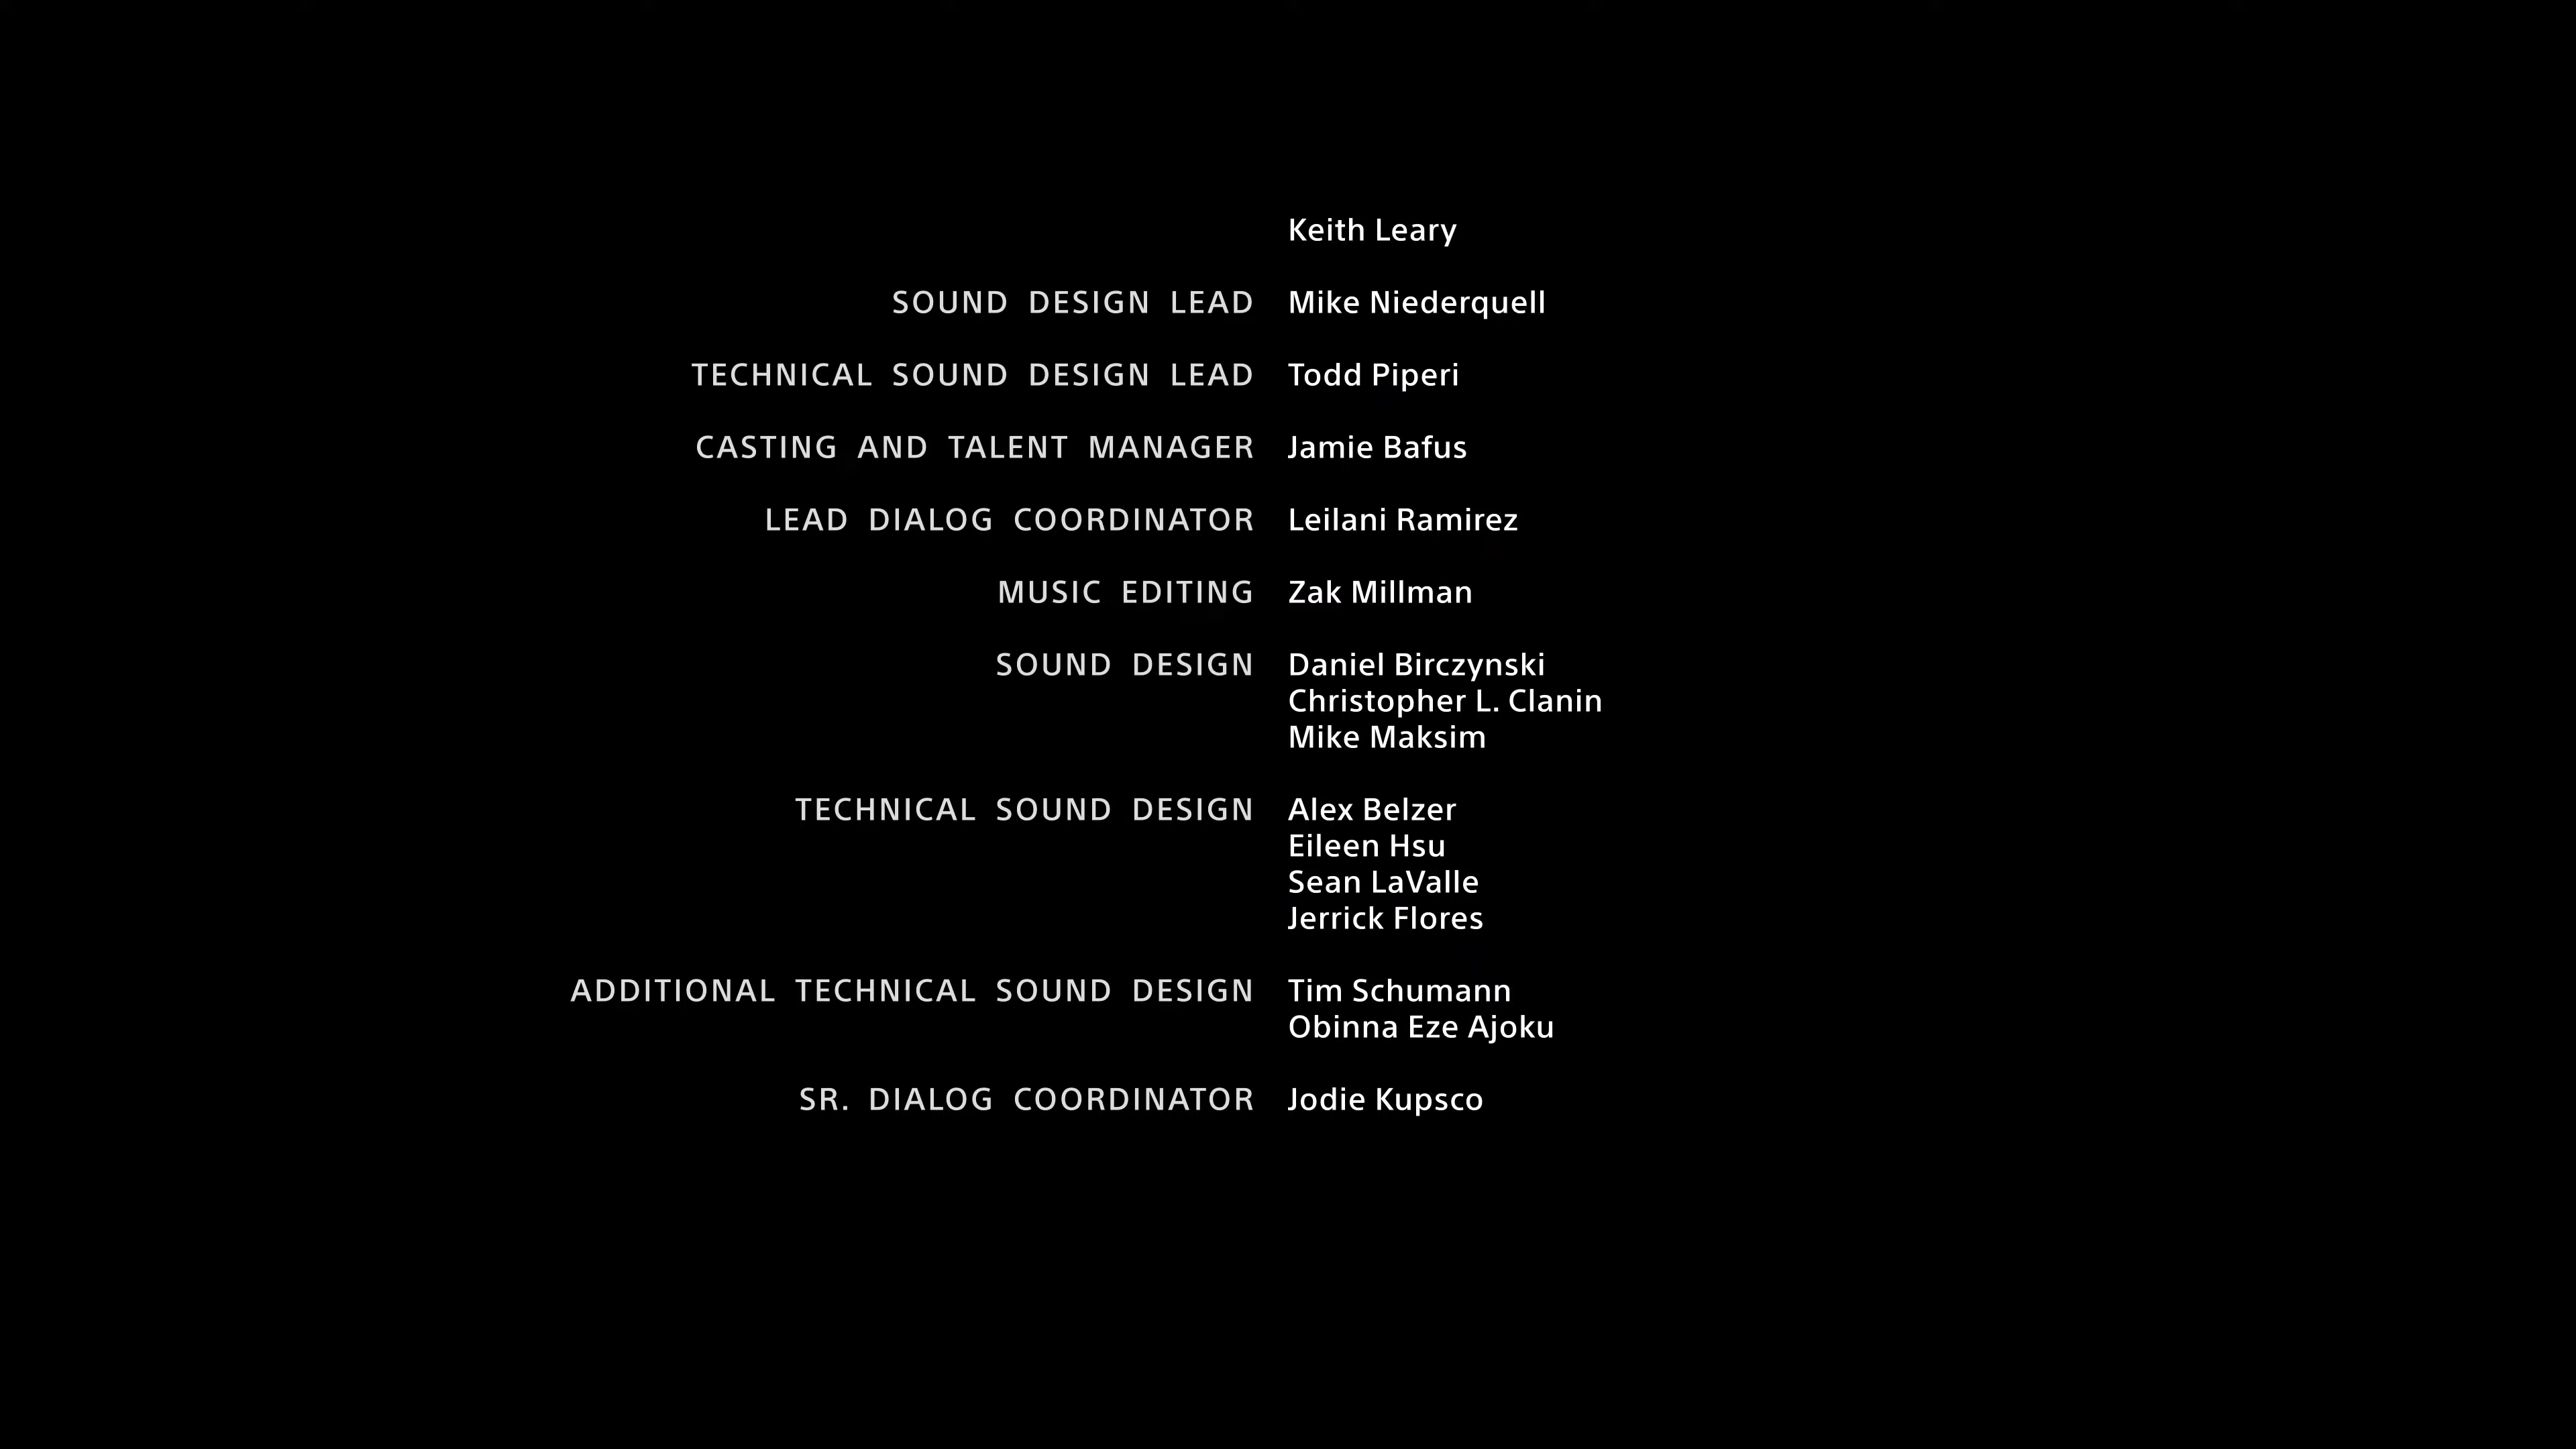 Keith Leary
SOUND DESIGN LEAD Mike Niederquell
TECHNICAL SOUND DESIGN LEAD Todd Piperi
CASTING AND TALENT MANAGER Jamie Bafus
LEAD DIALOG COORDINATOR Leilani Ramirez
MUSIC EDITING Zak Millman
SOUND DESIGN Daniel Birczynski
Christopher L. Clanin
Mike Maksim
TECHNICAL SOUND DESIGN Alex Belzer
Eileen Hsu
Sean LaValle
Jerrick Flores
ADDITIONAL TECHNICAL SOUND DESIGN Tim Schumann
Obinna Eze Ajoku
SR. DIALOG COORDINATOR Jodie Kupsco